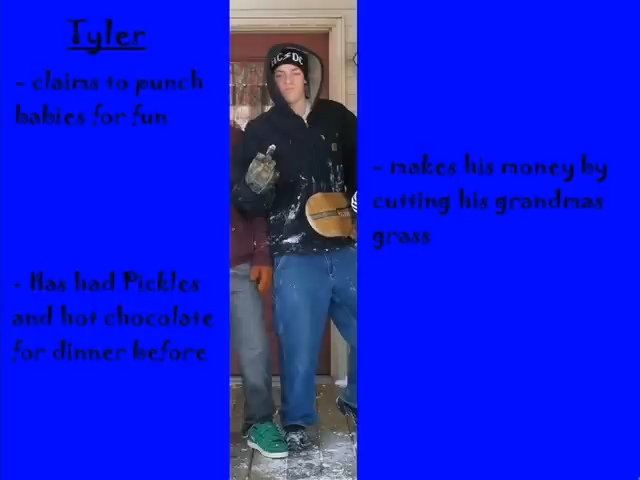 Tyler
- claims to punch
babies for fun
AC⚡DC
- makes his money by
cutting his grandmas
grass
- Has had Pickles
and hot chocolate
for dinner before